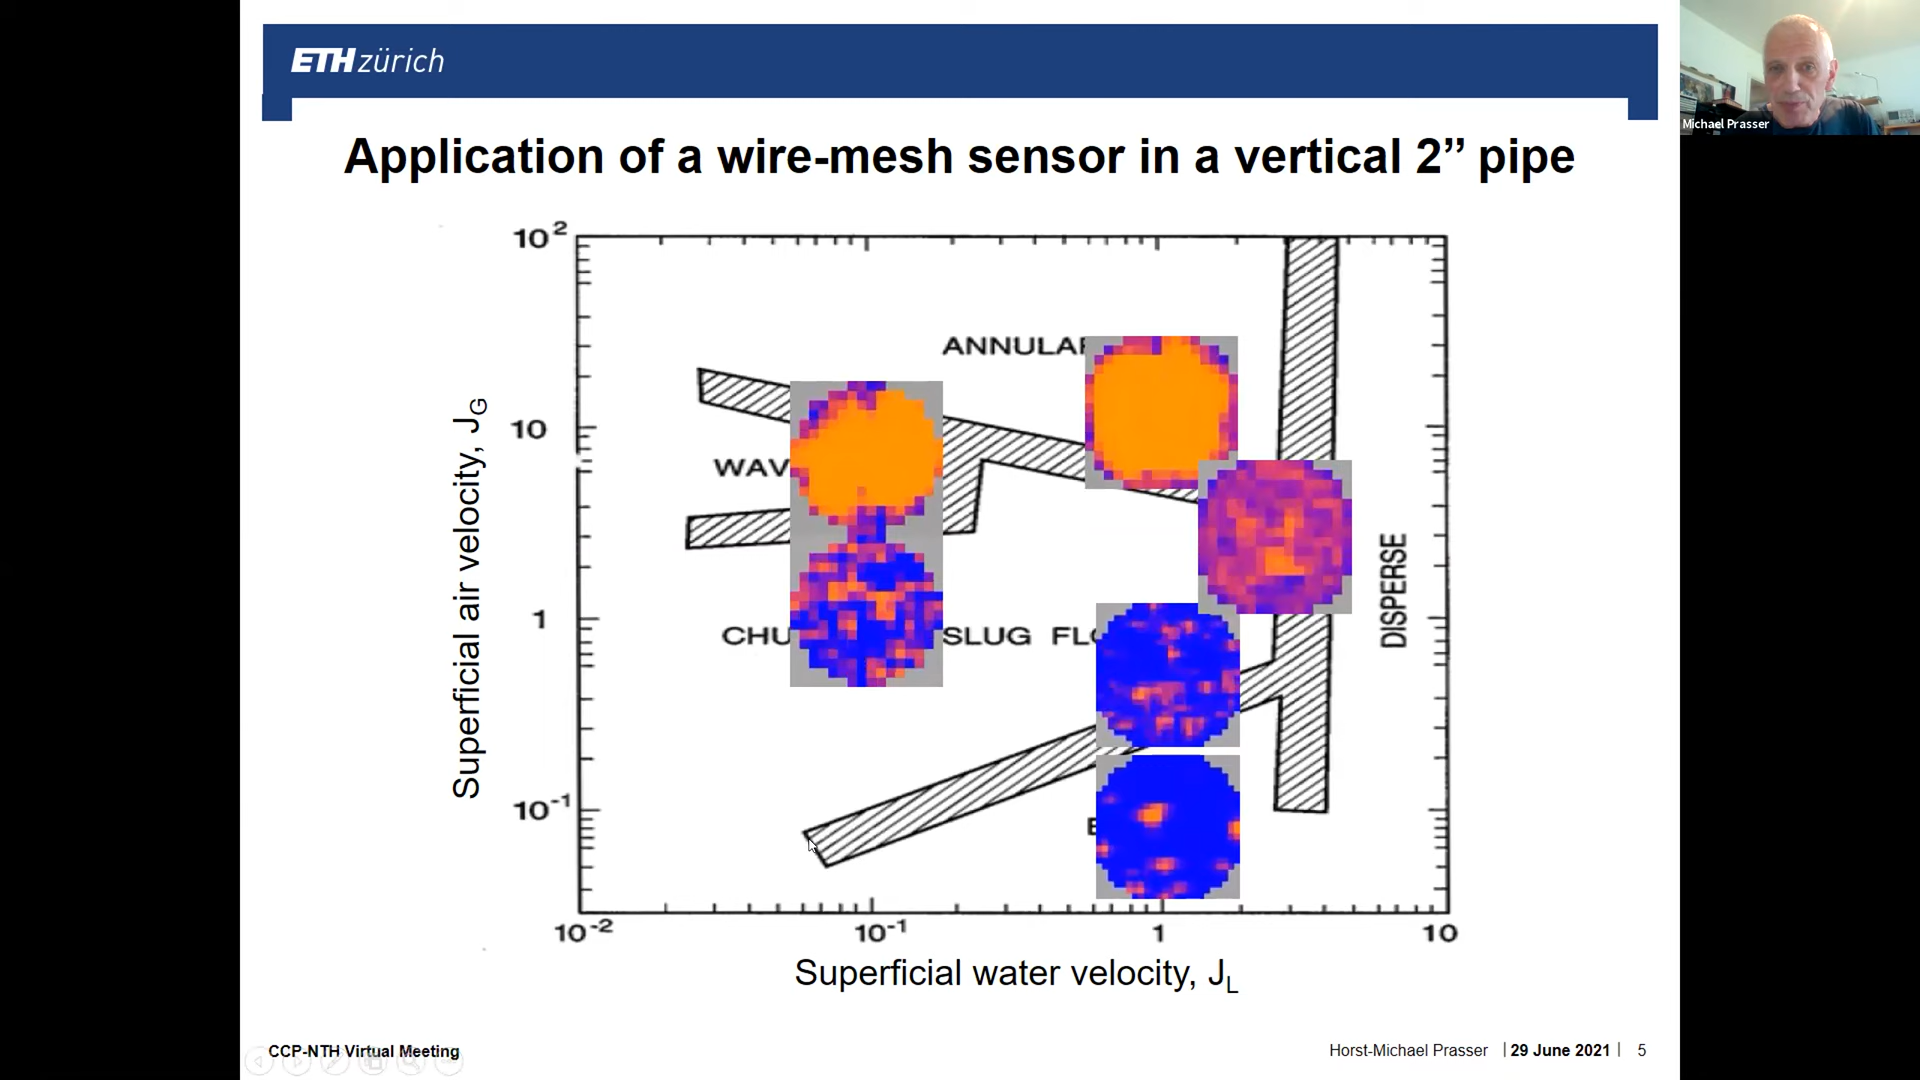 ETH zürich
Michael Prasser
Application of a wire-mesh sensor in a vertical 2” pipe
10²
ANNULAR
10
WAV
Superficial air velocity, J_G
DISPERSE
1
CHU SLUG FLO
10⁻¹
10⁻² 10⁻¹ 1 10
Superficial water velocity, J_L
CCP-NTH Virtual Meeting
Horst-Michael Prasser | 29 June 2021 | 5